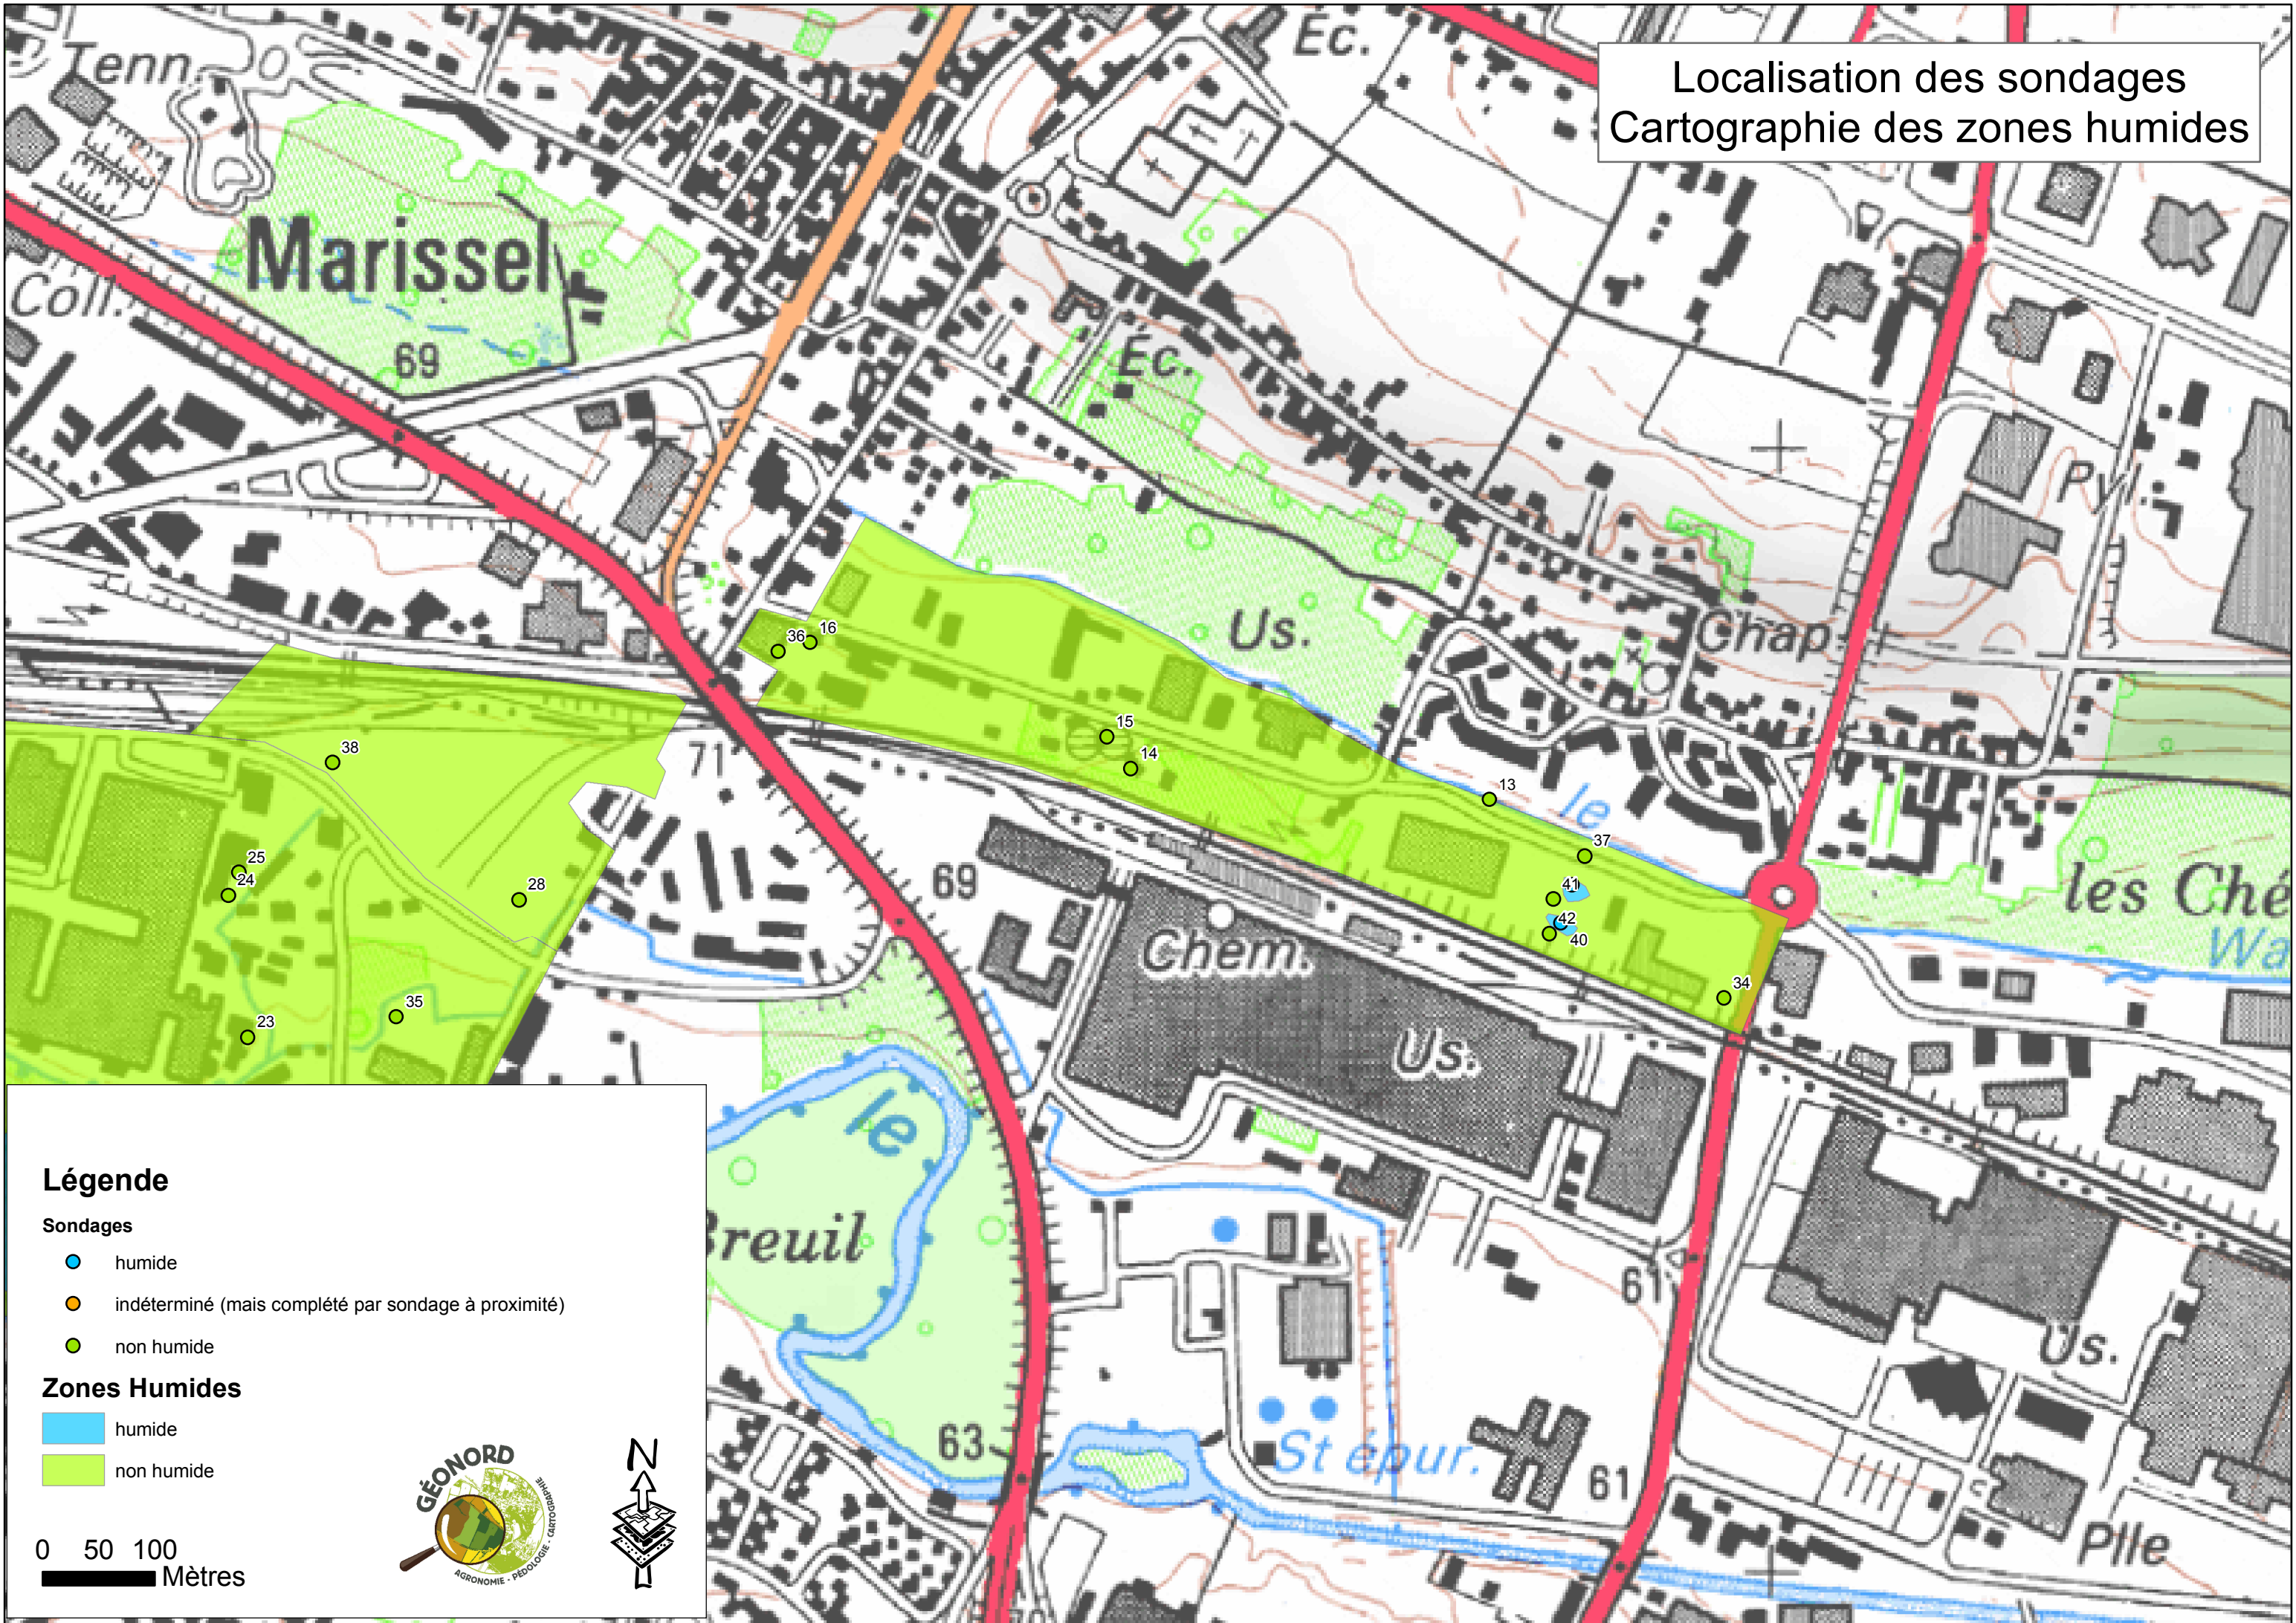 Localisation des sondages
Cartographie des zones humides
Tenn.
Éc.
Marissel
Coll.
69
Éc.
Py
Us.
Chap.
36
16
15
14
13
le
37
41
42
40
34
38
71
25
24
28
35
23
69
Chem.
Us.
les Ché
Wa
le
Breuil
61
Us.
63
St épur.
61
Plle
Légende
Sondages
humide
indéterminé (mais complété par sondage à proximité)
non humide
Zones Humides
humide
non humide
0 50 100
Mètres
GÉONORD
AGRONOMIE - PÉDOLOGIE - CARTOGRAPHIE
N